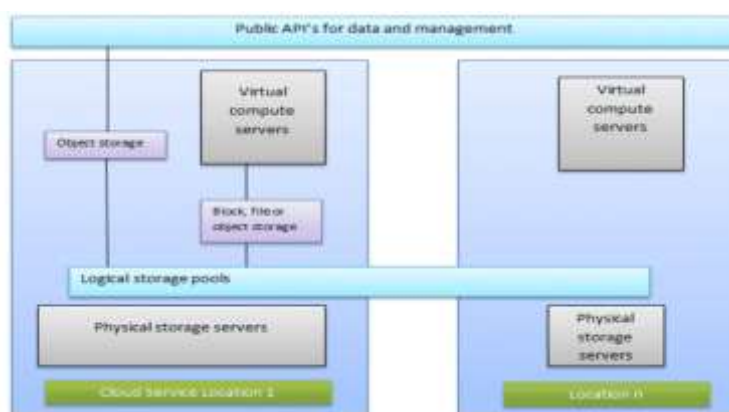 Public API's for data and management
Virtual
compute
servers
Virtual
compute
servers
Object storage
Block, file or
object storage
Logical storage pools
Physical storage servers
Physical
storage
servers
Cloud Service Location 1
Location n